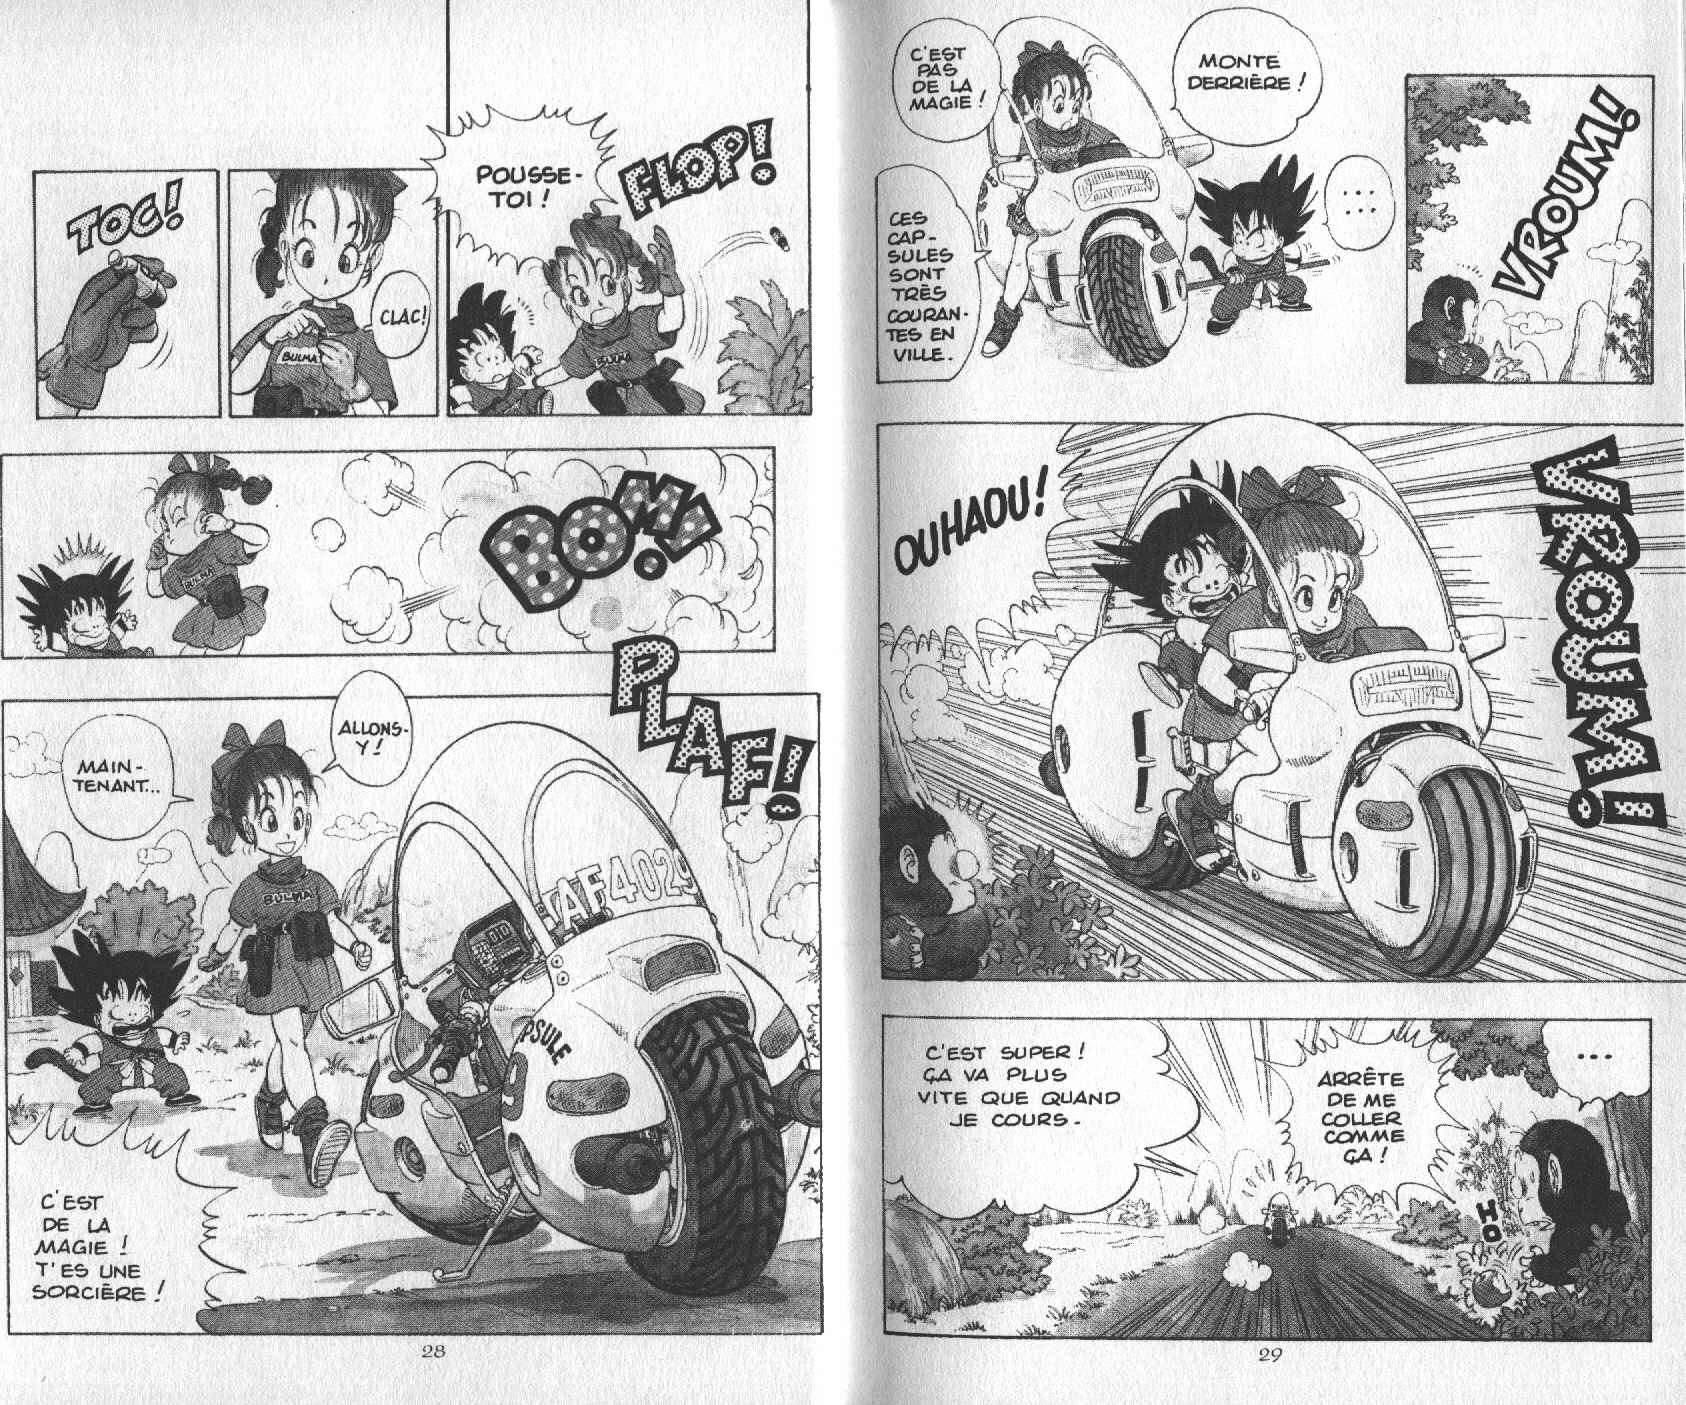 TOC!
CLAC!
BULMA
POUSSE-
TOI !
FLOP!
BULMA
BULMA
BOM!
PLAF!
MAIN-
TENANT...
ALLONS-
Y !
BULMA
AF4029
PSULE
9
C'EST
DE LA
MAGIE !
T'ES UNE
SORCIÈRE !
28
C'EST
PAS
DE LA
MAGIE !
MONTE
DERRIÈRE !
CES
CAP-
SULES
SONT
TRÈS
COURAN-
TES EN
VILLE.
...
...
VROUM!
OUHAOU!
VROUM!
C'EST SUPER !
ÇA VA PLUS
VITE QUE QUAND
JE COURS.
ARRÊTE
DE ME
COLLER
COMME
ÇA !
...
HO
29